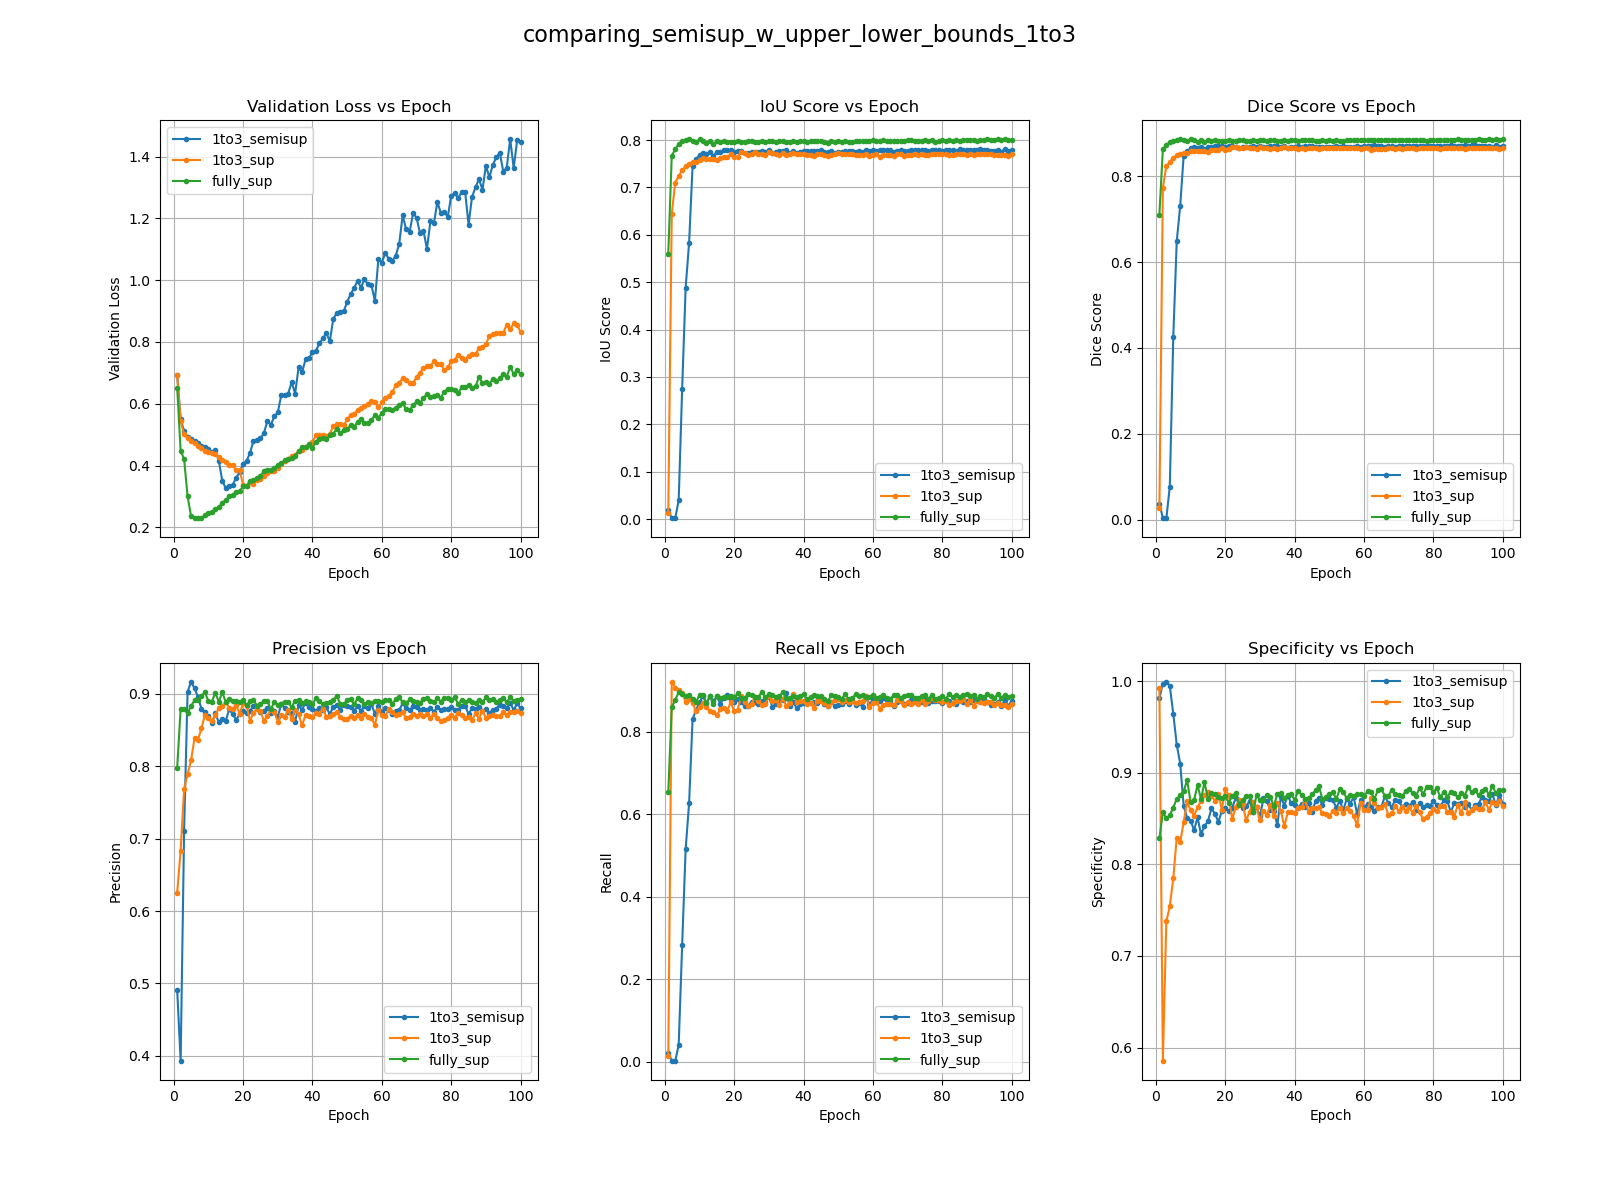 comparing_semisup_w_upper_lower_bounds_1to3
Validation Loss vs Epoch
1to3_semisup
1to3_sup
fully_sup
1.4
1.2
1.0
0.8
0.6
0.4
0.2
Validation Loss
0 20 40 60 80 100
Epoch
IoU Score vs Epoch
0.8
0.7
0.6
0.5
0.4
0.3
0.2
0.1
0.0
IoU Score
1to3_semisup
1to3_sup
fully_sup
0 20 40 60 80 100
Epoch
Dice Score vs Epoch
0.8
0.6
0.4
0.2
0.0
Dice Score
1to3_semisup
1to3_sup
fully_sup
0 20 40 60 80 100
Epoch
Precision vs Epoch
0.9
0.8
0.7
0.6
0.5
0.4
Precision
1to3_semisup
1to3_sup
fully_sup
0 20 40 60 80 100
Epoch
Recall vs Epoch
0.8
0.6
0.4
0.2
0.0
Recall
1to3_semisup
1to3_sup
fully_sup
0 20 40 60 80 100
Epoch
Specificity vs Epoch
1to3_semisup
1to3_sup
fully_sup
1.0
0.9
0.8
0.7
0.6
Specificity
0 20 40 60 80 100
Epoch